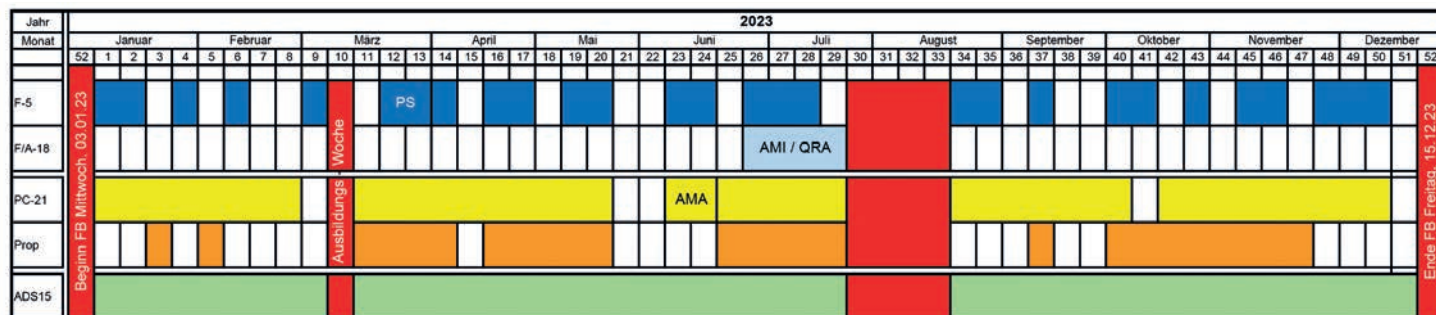 Jahr 2023
Monat Januar Februar März April Mai Juni Juli August September Oktober November Dezember
52 1 2 3 4 5 6 7 8 9 10 11 12 13 14 15 16 17 18 19 20 21 22 23 24 25 26 27 28 29 30 31 32 33 34 35 36 37 38 39 40 41 42 43 44 45 46 47 48 49 50 51 52
Beginn FB Mittwoch, 03.01.23
Ausbildungs - Woche
Ende FB Freitag, 15.12.23
F-5 PS
F/A-18 AMI / QRA
PC-21 AMA
Prop
ADS15